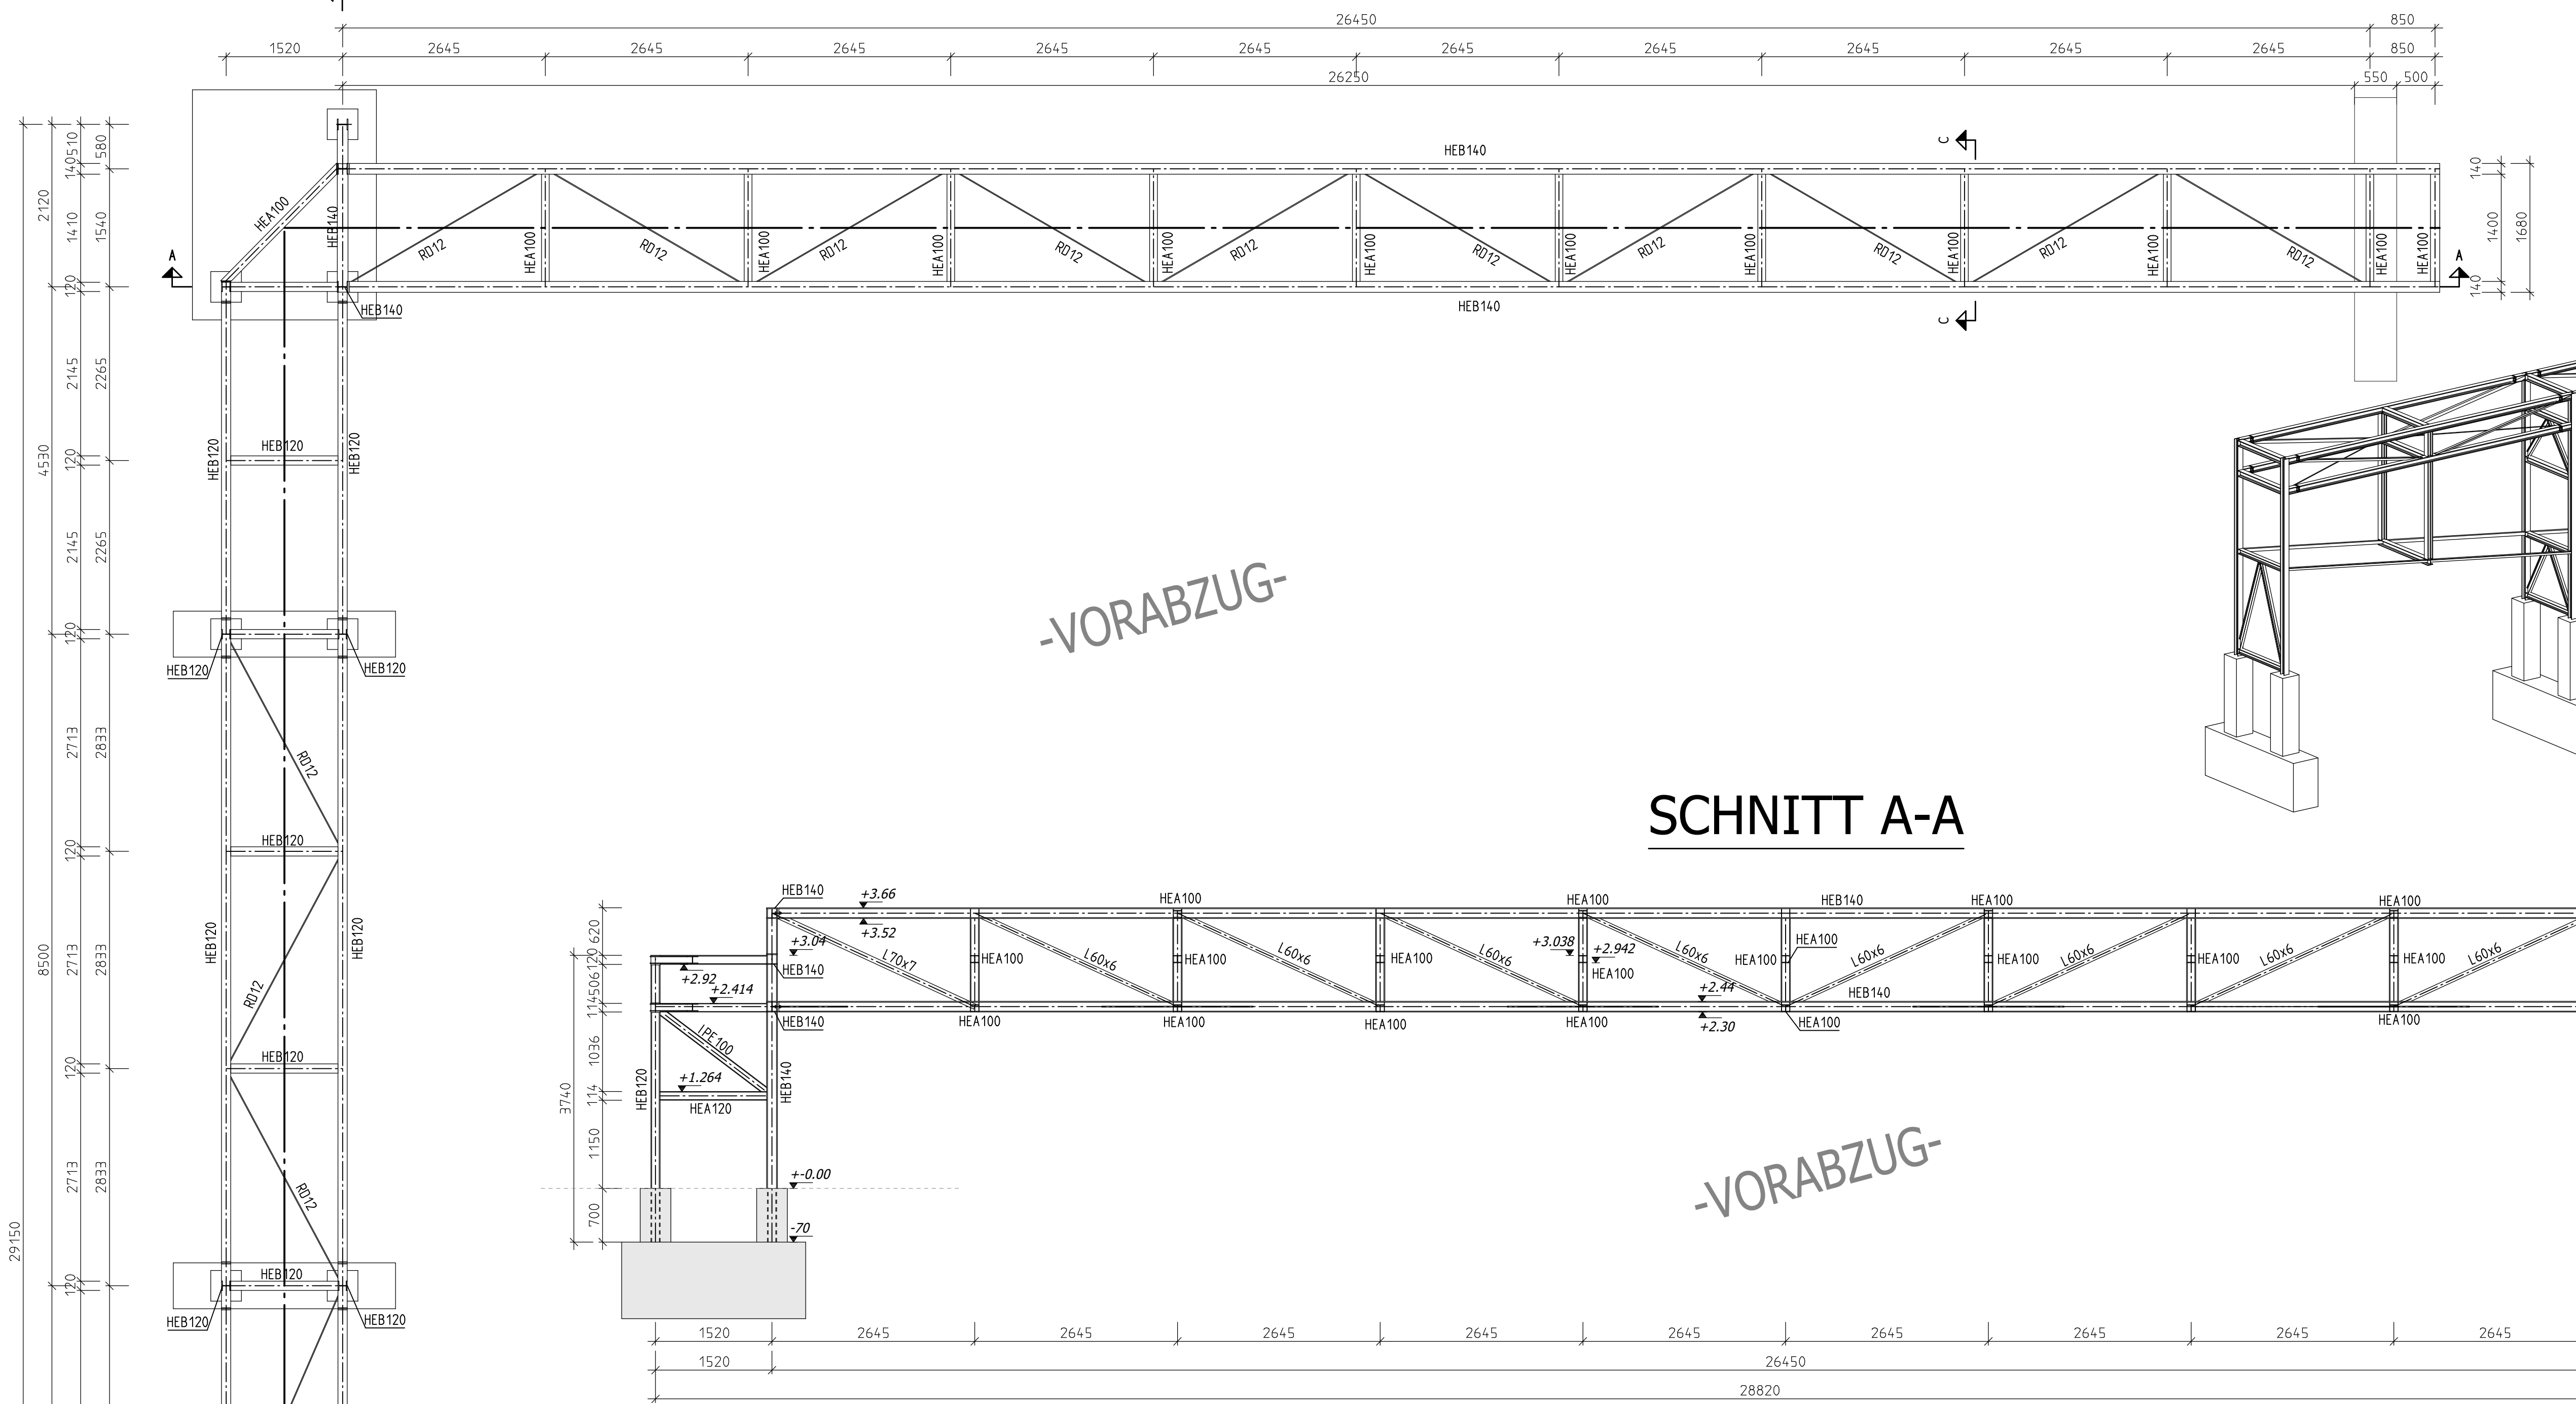 26450 850
1520 2645 2645 2645 2645 2645 2645 2645 2645 2645 2645 850
26250 550 500
HEB140
C
HEA100
HEB140
RD12 RD12 RD12 RD12 RD12 RD12 RD12 RD12 RD12 RD12
HEA100 HEA100 HEA100 HEA100 HEA100 HEA100 HEA100 HEA100 HEA100 HEA100 HEA100
A A
HEB140
HEB140
C
140 1400 140
1680
510 140 1410 120 2145 120 2145 120 2713 120 2713 120 2713 120
580 1540 2265 2265 2833 2833 2833
2120 4530 8500
29150
HEB120 HEB120 HEB120
HEB120 HEB120
RD12
HEB120
HEB120 HEB120
RD12
HEB120
RD12
HEB120
HEB120 HEB120
-VORABZUG-
SCHNITT A-A
HEB140 +3.66 HEA100 HEA100 HEB140 HEA100 HEA100
+3.52
+3.04 +3.038 +2.942
L70x7 L60x6 L60x6 L60x6 L60x6 L60x6 L60x6 L60x6 L60x6
HEB140 HEA100 HEA100 HEA100 HEA100 HEA100 HEA100 HEA100 HEA100 HEA100
+2.92
+2.414
+2.44 HEB140
HEB140 HEA100 HEA100 HEA100 HEA100 +2.30 HEA100 HEA100
IPE100
HEB120 +1.264 HEB140
HEA120
+-0.00
-70
620 120 506 114 1036 114 1150 700
3740
-VORABZUG-
1520 2645 2645 2645 2645 2645 2645 2645 2645 2645
1520 26450
28820